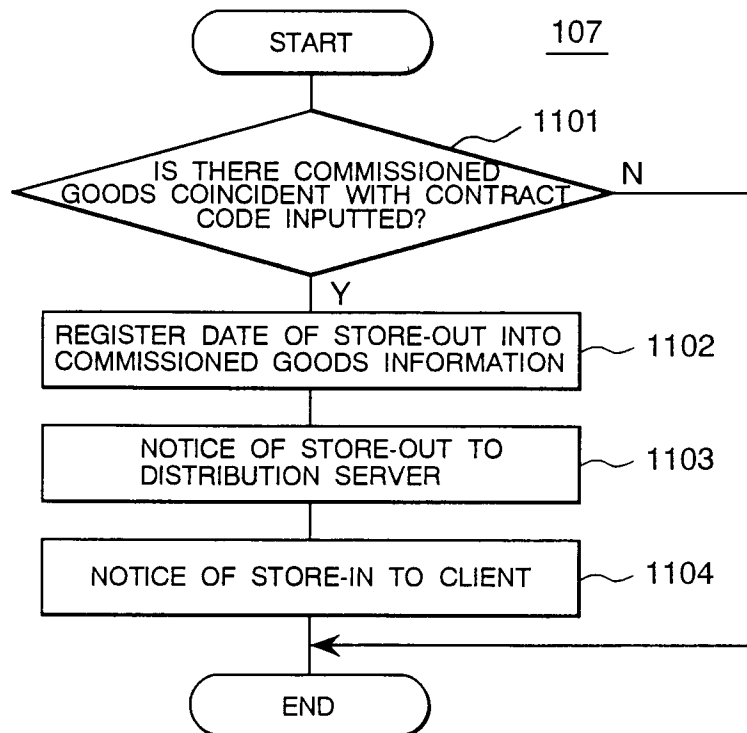 START
107
1101
IS THERE COMMISSIONED
GOODS COINCIDENT WITH CONTRACT
CODE INPUTTED?
N
Y
REGISTER DATE OF STORE-OUT INTO
COMMISSIONED GOODS INFORMATION
1102
NOTICE OF STORE-OUT TO
DISTRIBUTION SERVER
1103
NOTICE OF STORE-IN TO CLIENT
1104
END